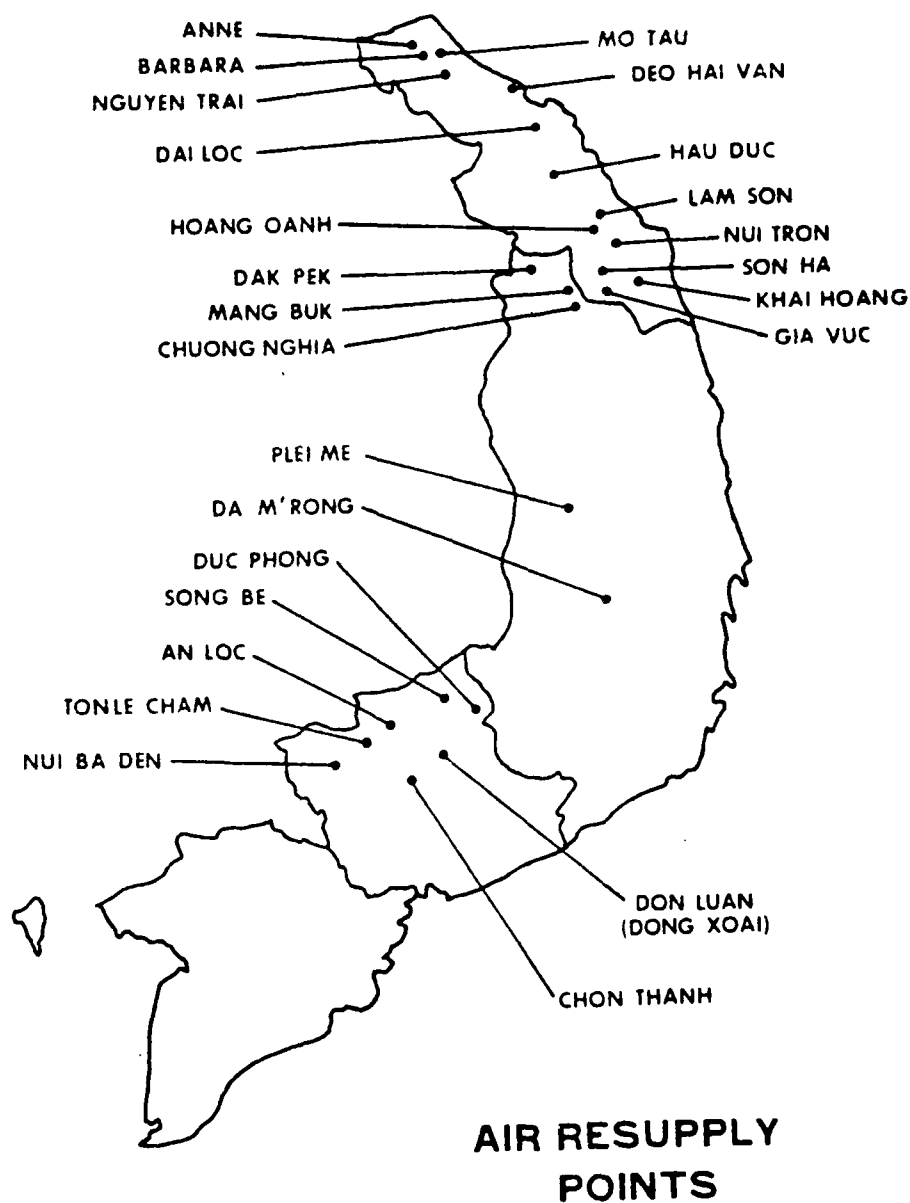 ANNE
MO TAU
BARBARA
DEO HAI VAN
NGUYEN TRAI
DAI LOC
HAU DUC
LAM SON
HOANG OANH
NUI TRON
DAK PEK
SON HA
MANG BUK
KHAI HOANG
CHUONG NGHIA
GIA VUC
PLEI ME
DA M'RONG
DUC PHONG
SONG BE
AN LOC
TONLE CHAM
NUI BA DEN
DON LUAN
(DONG XOAI)
CHON THANH
AIR RESUPPLY
POINTS